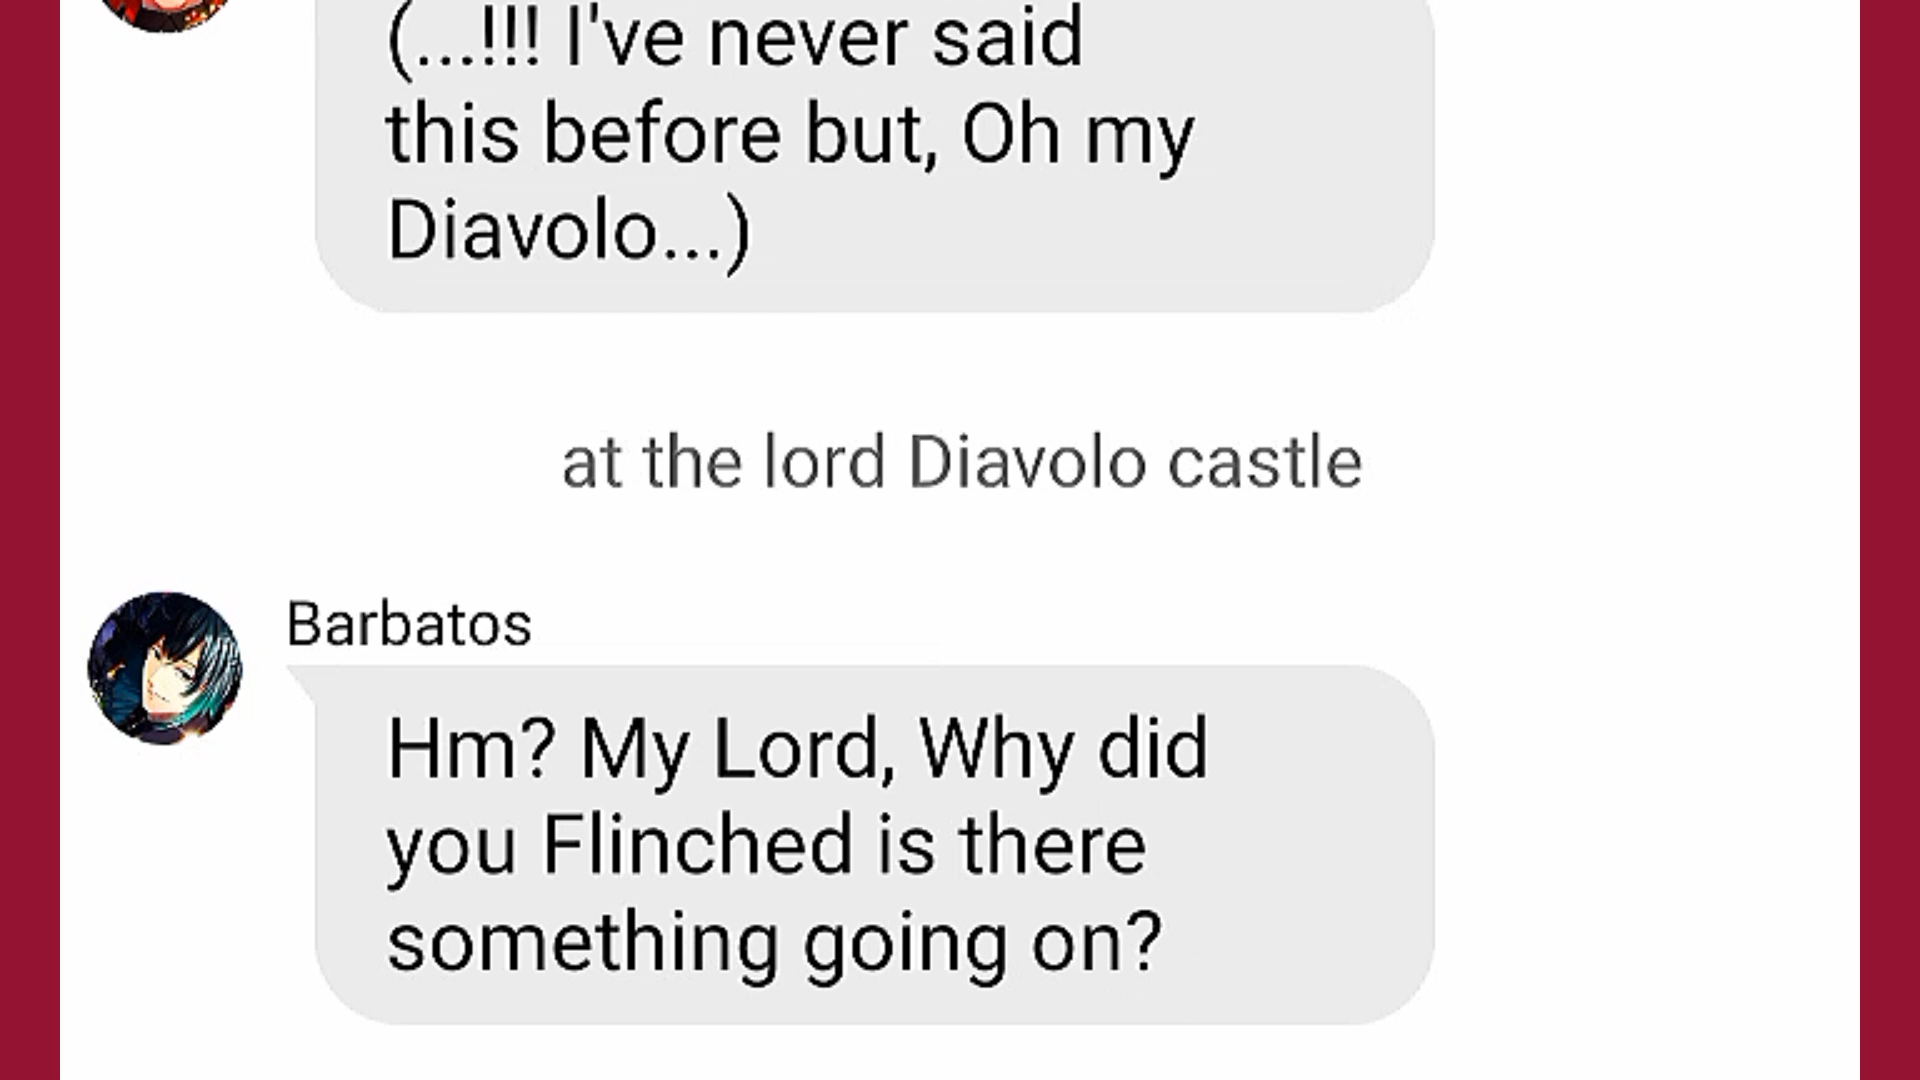 (...!!! I've never said
this before but, Oh my
Diavolo...)
at the lord Diavolo castle
Barbatos
Hm? My Lord, Why did
you Flinched is there
something going on?